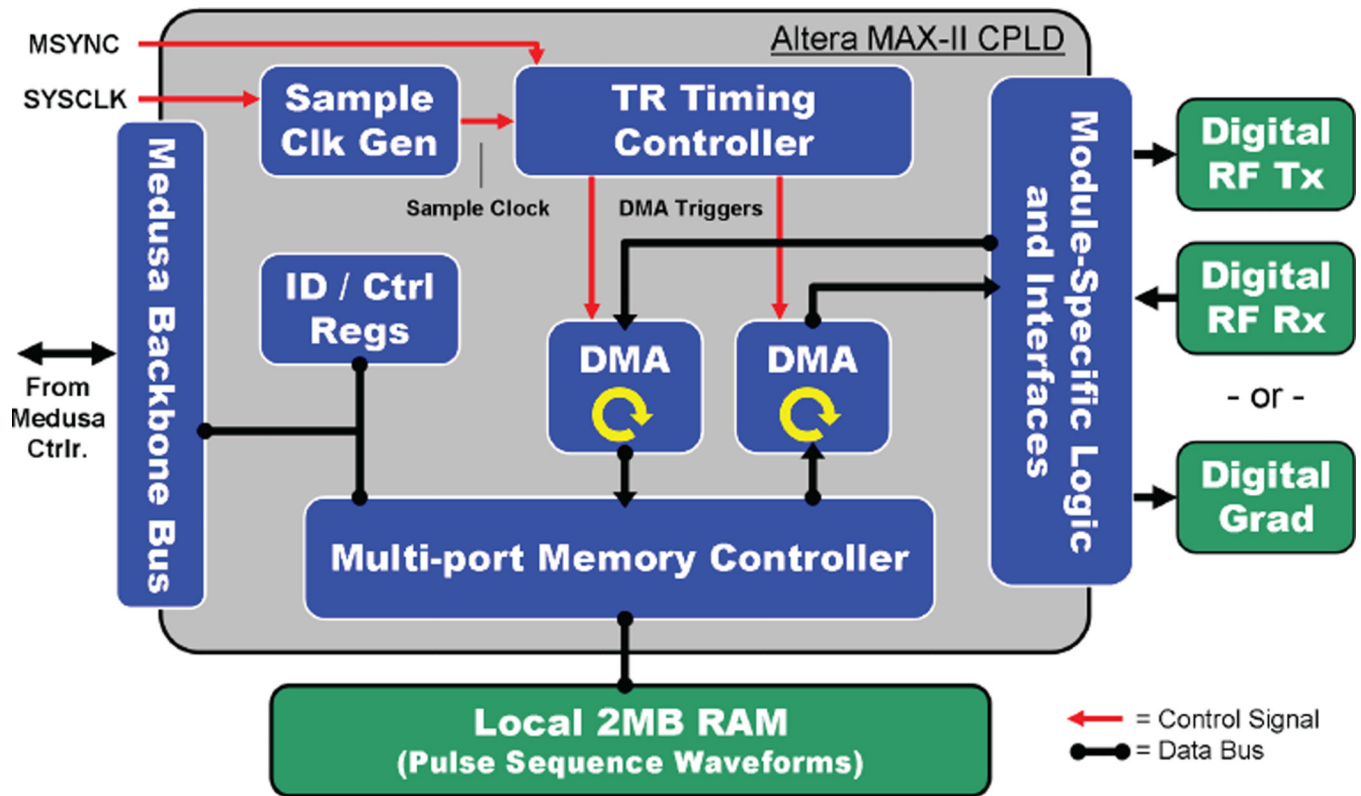 Altera MAX-II CPLD
MSYNC
SYSCLK
Sample
Clk Gen
TR Timing
Controller
Sample Clock
DMA Triggers
Medusa Backbone Bus
ID / Ctrl
Regs
DMA
DMA
From
Medusa
Ctrlr.
Multi-port Memory Controller
Module-Specific Logic
and Interfaces
Digital
RF Tx
Digital
RF Rx
- or -
Digital
Grad
Local 2MB RAM
(Pulse Sequence Waveforms)
= Control Signal
= Data Bus